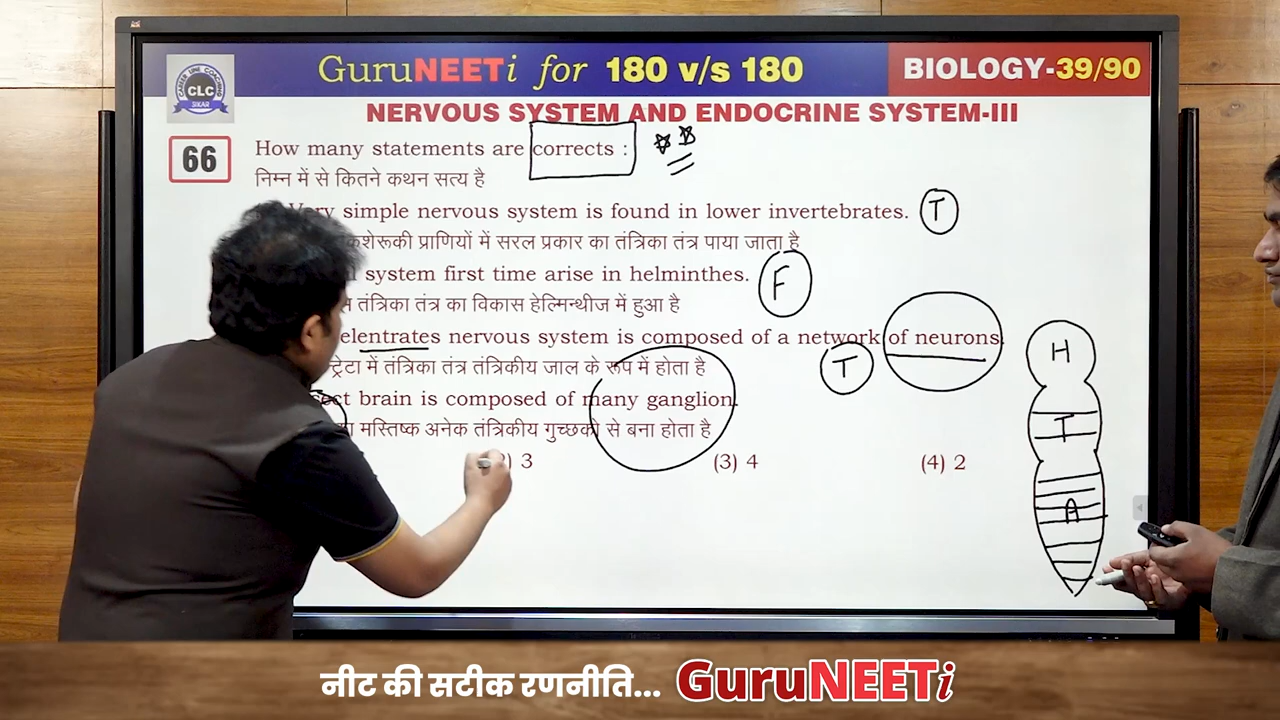 GuruNEETi for 180 v/s 180
BIOLOGY-39/90
CAREER LINE COACHING
CLC
SIKAR
NERVOUS SYSTEM AND ENDOCRINE SYSTEM-III
66
How many statements are corrects :
निम्न में से कितने कथन सत्य है
Very simple nervous system is found in lower invertebrates. T
प्राणियों में सरल प्रकार का तंत्रिका तंत्र पाया जाता है
system first time arise in helminthes. F
तंत्रिका तंत्र का विकास हेल्मिन्थीज में हुआ है
nervous system is composed of a network of neurons.
में तंत्रिका तंत्र तंत्रिकीय जाल के रूप में होता है T
brain is composed of many ganglion.
मस्तिष्क अनेक तंत्रिकीय गुच्छको से बना होता है
3 (3) 4 (4) 2
H
T
A
नीट की सटीक रणनीति... GuruNEETi